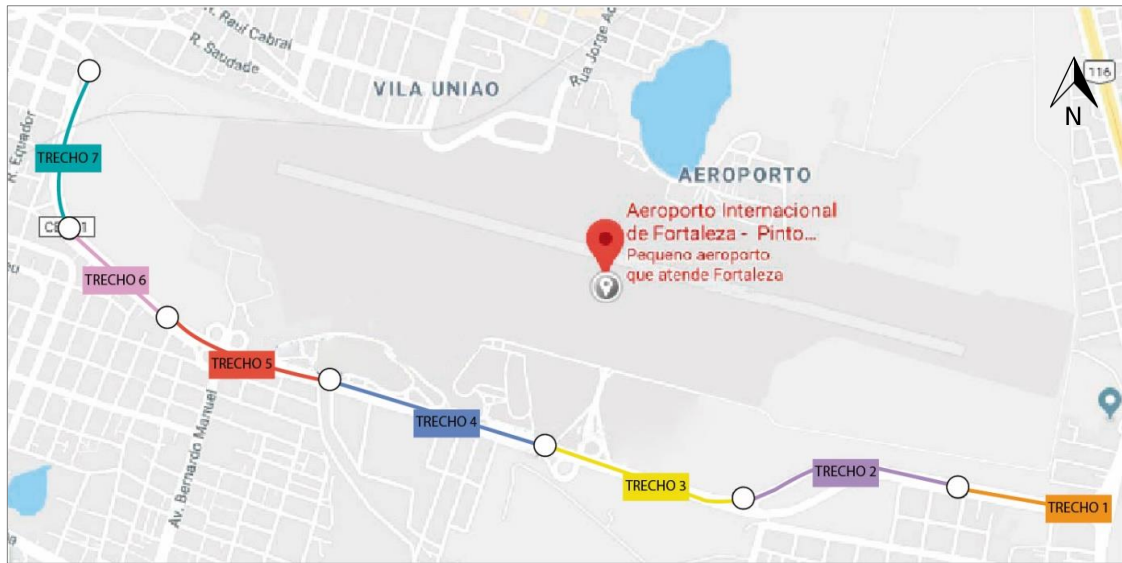 R. Raul Cabral
R. Saudade
Rua Jorge Ac
VILA UNIAO
116
N
R. Equador
TRECHO 7
AEROPORTO
Aeroporto Internacional
de Fortaleza - Pinto...
Pequeno aeroporto
que atende Fortaleza
TRECHO 6
TRECHO 5
TRECHO 4
Av. Bernardo Manuel
TRECHO 3
TRECHO 2
TRECHO 1